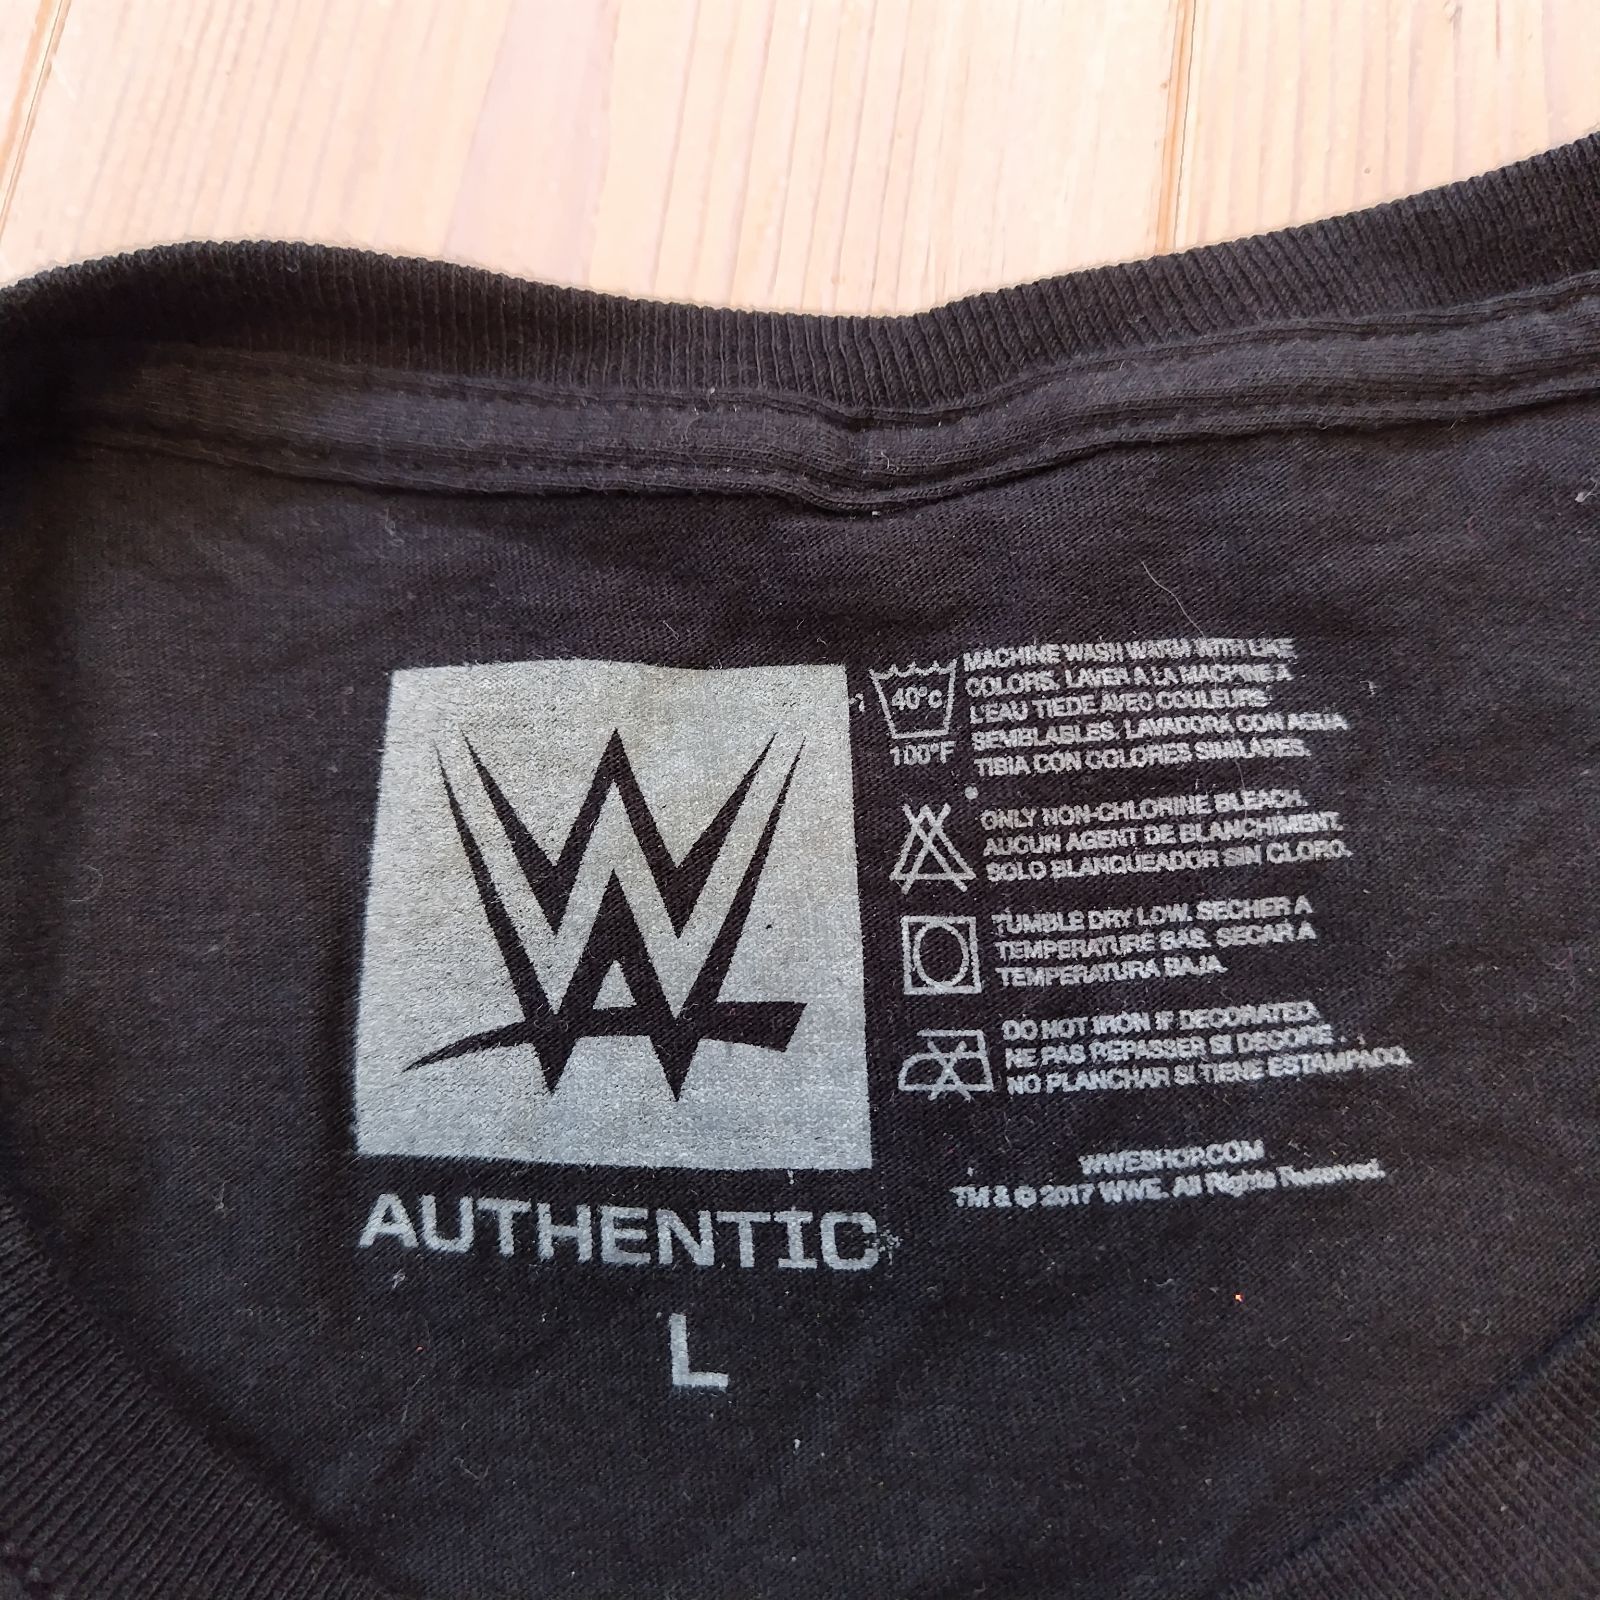 W
AUTHENTIC
L
40°C
100°F
MACHINE WASH WARM WITH LIKE
COLORS. LAVER A LA MACHINE A
L'EAU TIEDE AVEC COULEURS
SEMBLABLES. LAVADORA CON AGUA
TIBIA CON COLORES SIMILARES.
ONLY NON-CHLORINE BLEACH.
AUCUN AGENT DE BLANCHIMENT.
SOLO BLANQUEADOR SIN CLORO.
TUMBLE DRY LOW. SECHER A
TEMPERATURE BAS. SECAR A
TEMPERATURA BAJA.
DO NOT IRON IF DECORATED.
NE PAS REPASSER SI DECORE.
NO PLANCHAR SI TIENE ESTAMPADO.
WWESHOP.COM
TM & © 2017 WWE. All Rights Reserved.